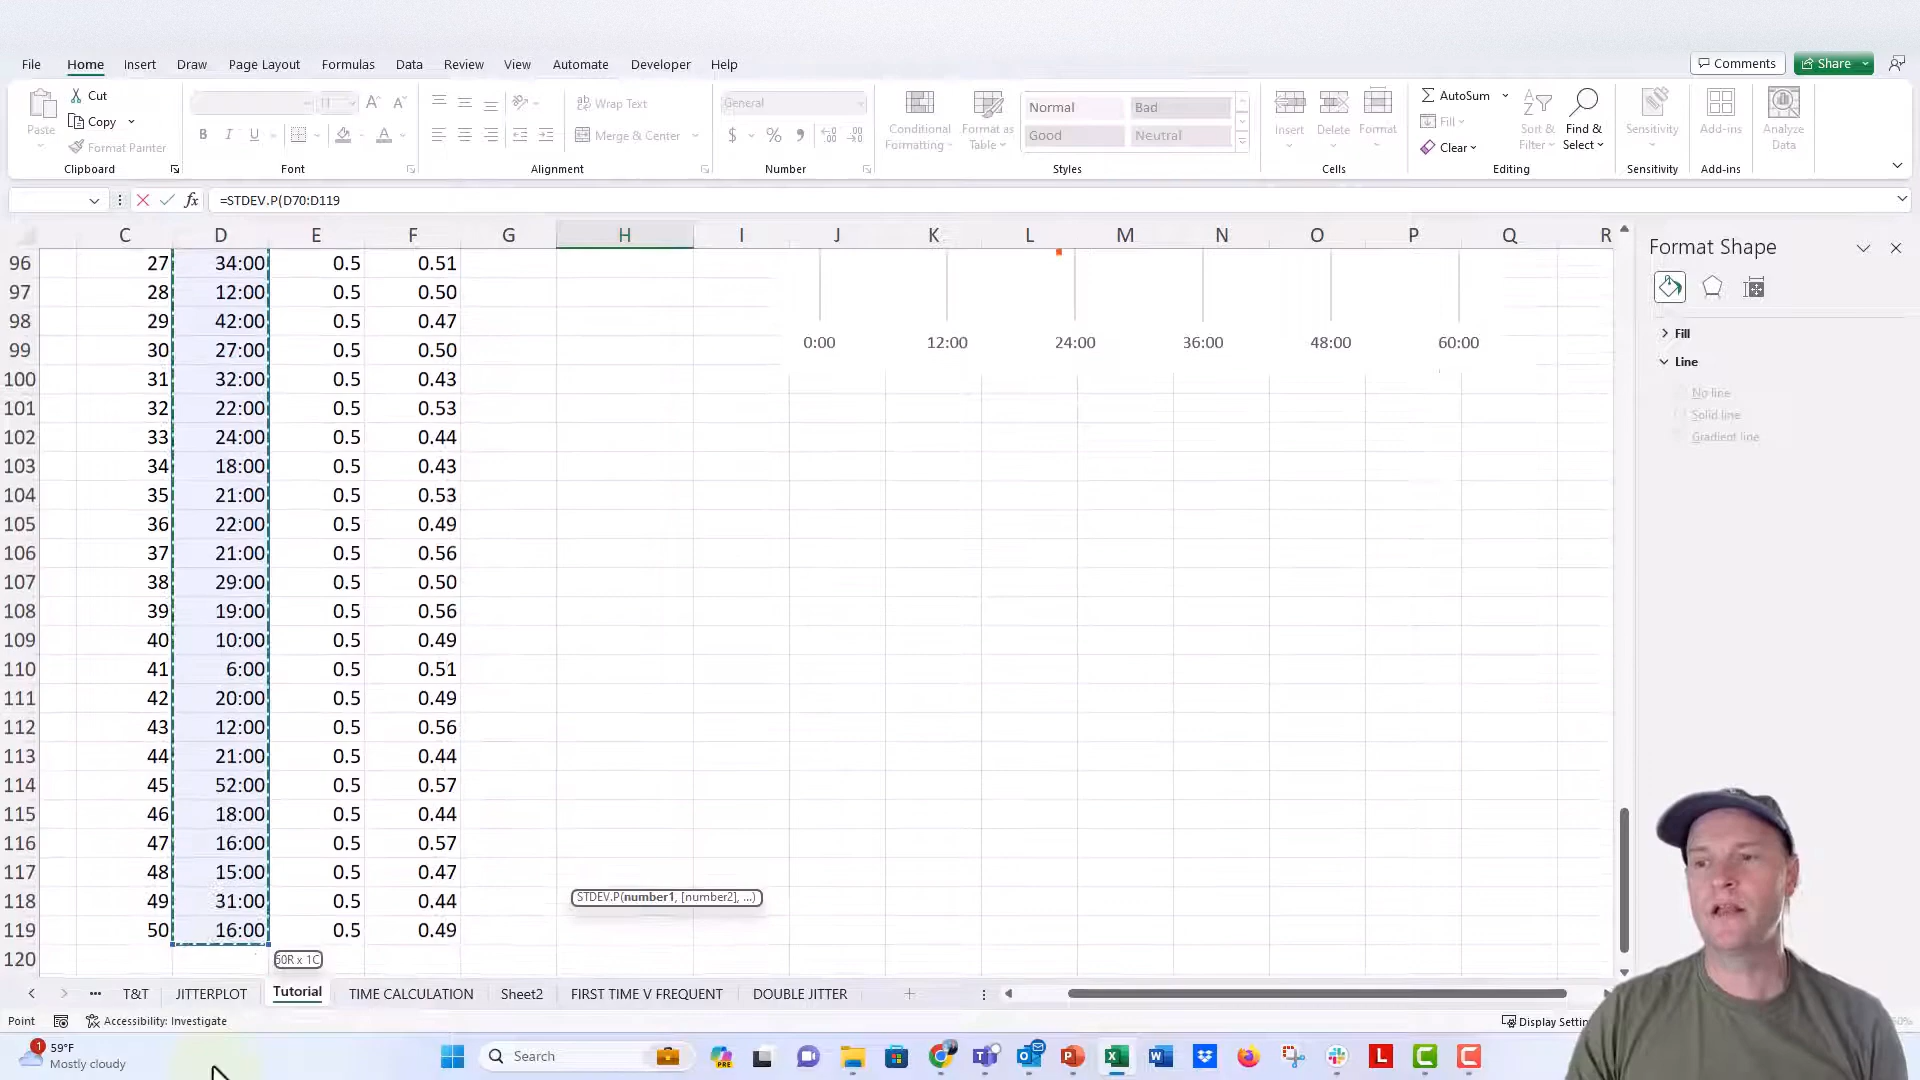 File Home Insert Draw Page Layout Formulas Data Review View Automate Developer Help Comments Share
Paste Cut Copy Format Painter Clipboard
11 Font
Wrap Text Merge & Center Alignment
General Number
Conditional Formatting Format as Table Normal Bad Good Neutral Styles
Insert Delete Format Cells
AutoSum Fill Clear Sort & Filter Find & Select Editing
Sensitivity Sensitivity
Add-ins Add-ins
Analyze Data
=STDEV.P(D70:D119
C D E F G H I J K L M N O P Q R
96 27 34:00 0.5 0.51
97 28 12:00 0.5 0.50
98 29 42:00 0.5 0.47
99 30 27:00 0.5 0.50
0:00 12:00 24:00 36:00 48:00 60:00
100 31 32:00 0.5 0.43
101 32 22:00 0.5 0.53
102 33 24:00 0.5 0.44
103 34 18:00 0.5 0.43
104 35 21:00 0.5 0.53
105 36 22:00 0.5 0.49
106 37 21:00 0.5 0.56
107 38 29:00 0.5 0.50
108 39 19:00 0.5 0.56
109 40 10:00 0.5 0.49
110 41 6:00 0.5 0.51
111 42 20:00 0.5 0.49
112 43 12:00 0.5 0.56
113 44 21:00 0.5 0.44
114 45 52:00 0.5 0.57
115 46 18:00 0.5 0.44
116 47 16:00 0.5 0.57
117 48 15:00 0.5 0.47
118 49 31:00 0.5 0.44
STDEV.P(number1, [number2], ...)
119 50 16:00 0.5 0.49
120
50R x 1C
Format Shape
Fill
Line
No line
Solid line
Gradient line
T&T JITTERPLOT Tutorial TIME CALCULATION Sheet2 FIRST TIME V FREQUENT DOUBLE JITTER
Point Accessibility: Investigate
1 59°F
Mostly cloudy
Search PRE